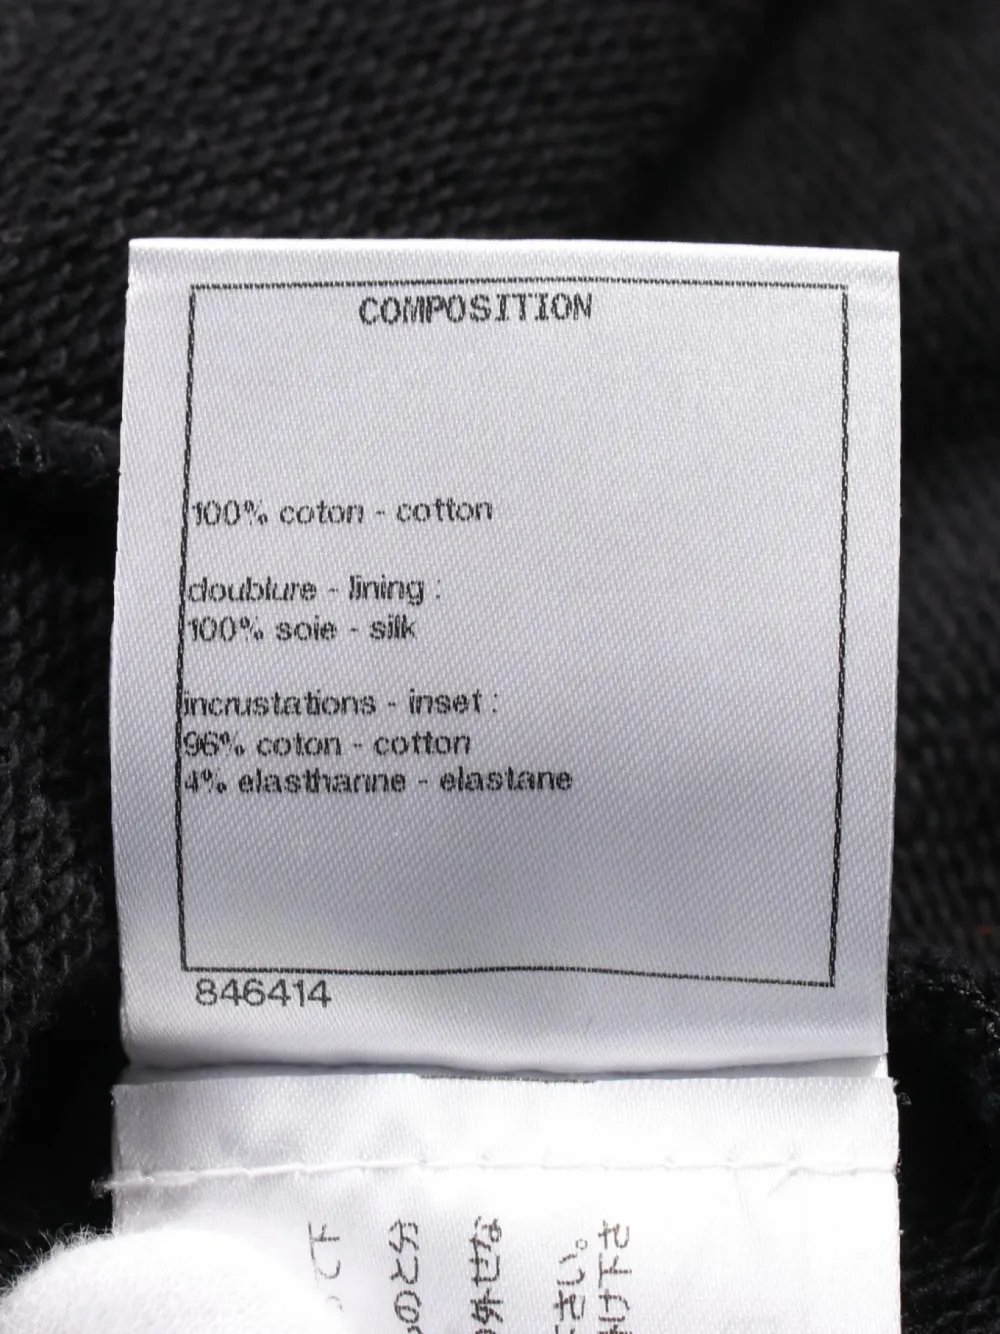 COMPOSITION
100% coton - cotton
doublure - lining :
100% soie - silk
incrustations - inset :
96% coton - cotton
4% elasthanne - elastane
846414